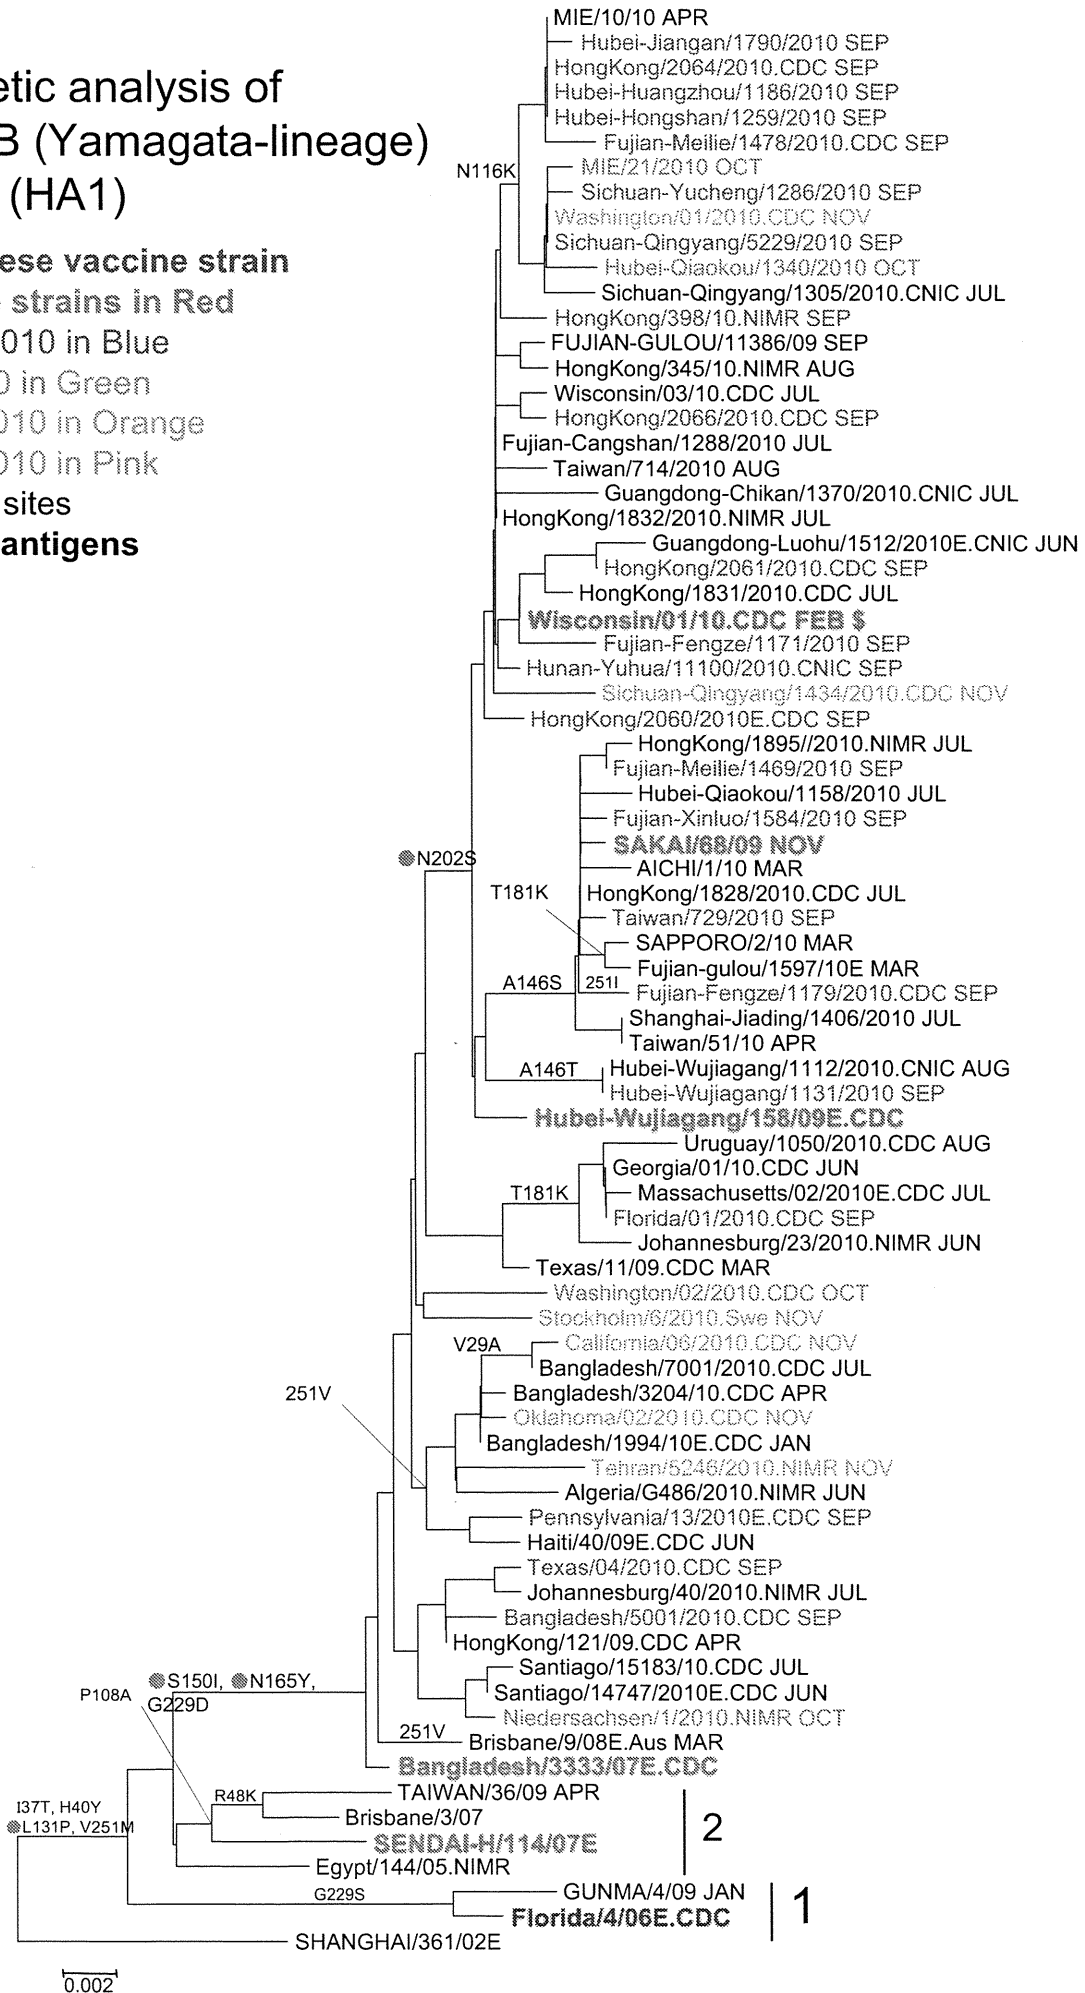 etic analysis of
B (Yamagata-lineage)
(HA1)
ese vaccine strain
strains in Red
010 in Blue
0 in Green
010 in Orange
010 in Pink
sites
antigens
MIE/10/10 APR
Hubei-Jiangan/1790/2010 SEP
HongKong/2064/2010.CDC SEP
Hubei-Huangzhou/1186/2010 SEP
Hubei-Hongshan/1259/2010 SEP
Fujian-Meilie/1478/2010.CDC SEP
N116K
MIE/21/2010 OCT
Sichuan-Yucheng/1286/2010 SEP
Washington/01/2010.CDC NOV
Sichuan-Qingyang/5229/2010 SEP
Hubei-Qiaokou/1340/2010 OCT
Sichuan-Qingyang/1305/2010.CNIC JUL
HongKong/398/10.NIMR SEP
FUJIAN-GULOU/11386/09 SEP
HongKong/345/10.NIMR AUG
Wisconsin/03/10.CDC JUL
HongKong/2066/2010.CDC SEP
Fujian-Cangshan/1288/2010 JUL
Taiwan/714/2010 AUG
Guangdong-Chikan/1370/2010.CNIC JUL
HongKong/1832/2010.NIMR JUL
Guangdong-Luohu/1512/2010E.CNIC JUN
HongKong/2061/2010.CDC SEP
HongKong/1831/2010.CDC JUL
Wisconsin/01/10.CDC FEB $
Fujian-Fengze/1171/2010 SEP
Hunan-Yuhua/11100/2010.CNIC SEP
Sichuan-Qingyang/1434/2010.CDC NOV
HongKong/2060/2010E.CDC SEP
HongKong/1895//2010.NIMR JUL
Fujian-Meilie/1469/2010 SEP
Hubei-Qiaokou/1158/2010 JUL
Fujian-Xinluo/1584/2010 SEP
SAKAI/68/09 NOV
N202S
AICHI/1/10 MAR
T181K
HongKong/1828/2010.CDC JUL
Taiwan/729/2010 SEP
SAPPORO/2/10 MAR
Fujian-gulou/1597/10E MAR
A146S
251I
Fujian-Fengze/1179/2010.CDC SEP
Shanghai-Jiading/1406/2010 JUL
Taiwan/51/10 APR
A146T
Hubei-Wujiagang/1112/2010.CNIC AUG
Hubei-Wujiagang/1131/2010 SEP
Hubei-Wujiagang/158/09E.CDC
Uruguay/1050/2010.CDC AUG
Georgia/01/10.CDC JUN
T181K
Massachusetts/02/2010E.CDC JUL
Florida/01/2010.CDC SEP
Johannesburg/23/2010.NIMR JUN
Texas/11/09.CDC MAR
Washington/02/2010.CDC OCT
Stockholm/6/2010.Swe NOV
V29A
California/06/2010.CDC NOV
Bangladesh/7001/2010.CDC JUL
251V
Bangladesh/3204/10.CDC APR
Oklahoma/02/2010.CDC NOV
Bangladesh/1994/10E.CDC JAN
Tehran/5246/2010.NIMR NOV
Algeria/G486/2010.NIMR JUN
Pennsylvania/13/2010E.CDC SEP
Haiti/40/09E.CDC JUN
Texas/04/2010.CDC SEP
Johannesburg/40/2010.NIMR JUL
Bangladesh/5001/2010.CDC SEP
HongKong/121/09.CDC APR
Santiago/15183/10.CDC JUL
S150I, N165Y,
G229D
P108A
Santiago/14747/2010E.CDC JUN
Niedersachsen/1/2010.NIMR OCT
251V
Brisbane/9/08E.Aus MAR
Bangladesh/3333/07E.CDC
R48K
TAIWAN/36/09 APR
I37T, H40Y
L131P, V251M
Brisbane/3/07
2
SENDAI-H/114/07E
Egypt/144/05.NIMR
G229S
GUNMA/4/09 JAN
1
Florida/4/06E.CDC
SHANGHAI/361/02E
0.002